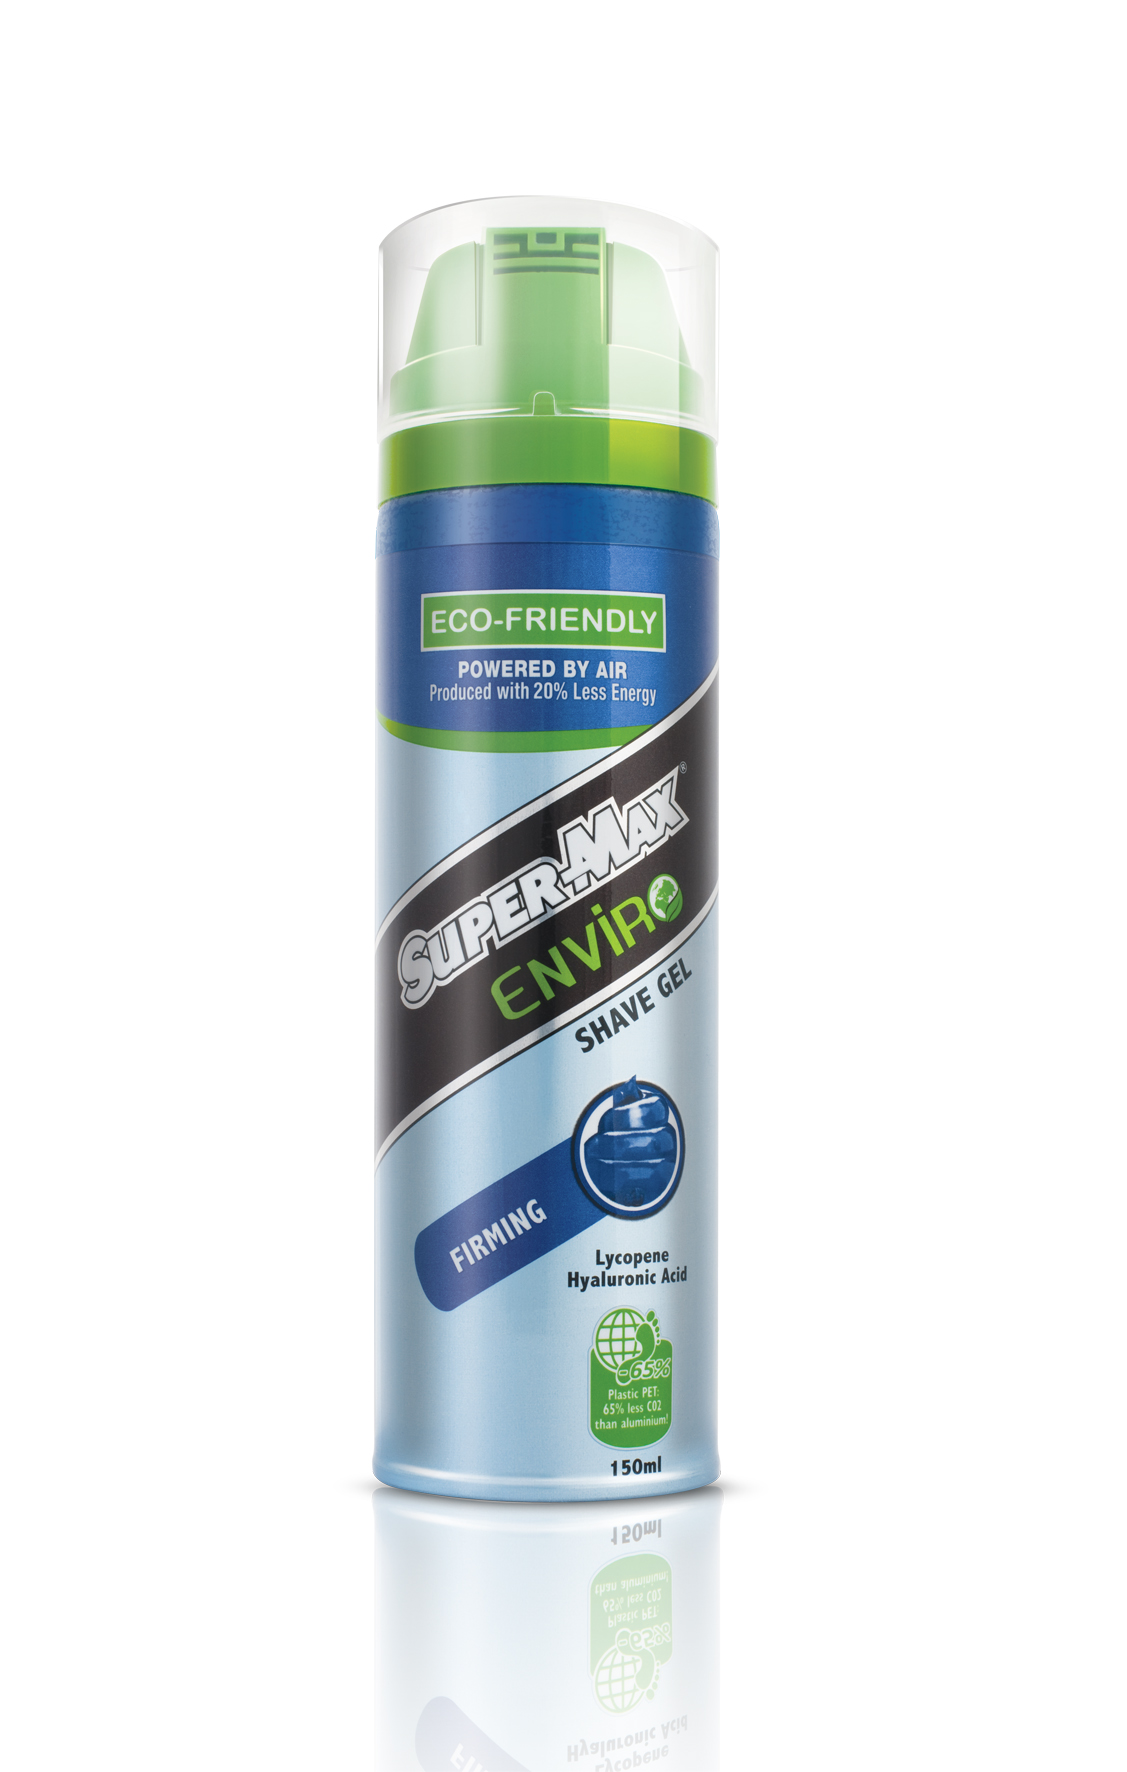 ECO-FRIENDLY
POWERED BY AIR
Produced with 20% Less Energy
SUPER-MAX®
ENViRO
SHAVE GEL
FIRMING
Lycopene
Hyaluronic Acid
-65%
Plastic PET:
65% less CO2
than aluminium!
150ml